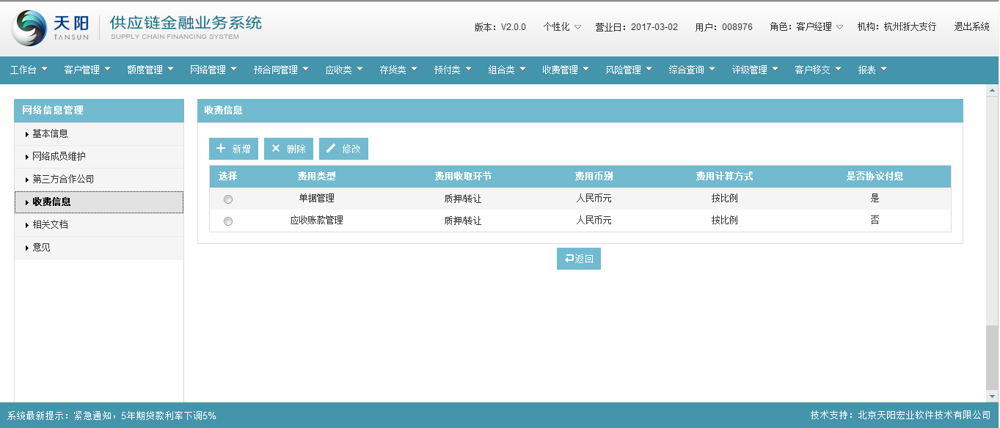 天阳 供应链金融业务系统
TANSUN SUPPLY CHAIN FINANCING SYSTEM
版本：V2.0.0 个性化 营业日：2017-03-02 用户：008976 角色：客户经理 机构：杭州浙大支行 退出系统
工作台 客户管理 额度管理 网络管理 预合同管理 应收类 存货类 预付类 组合类 收费管理 风险管理 综合查询 评级管理 客户移交 报表
网络信息管理
基本信息
网络成员维护
第三方合作公司
收费信息
相关文档
意见
收费信息
新增 删除 修改
选择 费用类型 费用收取环节 费用币别 费用计算方式 是否协议付息
单据管理 质押/转让 人民币元 按比例 是
应收账款管理 质押/转让 人民币元 按比例 否
返回
系统最新提示：紧急通知，5年期贷款利率下调5% 技术支持：北京天阳宏业软件技术有限公司